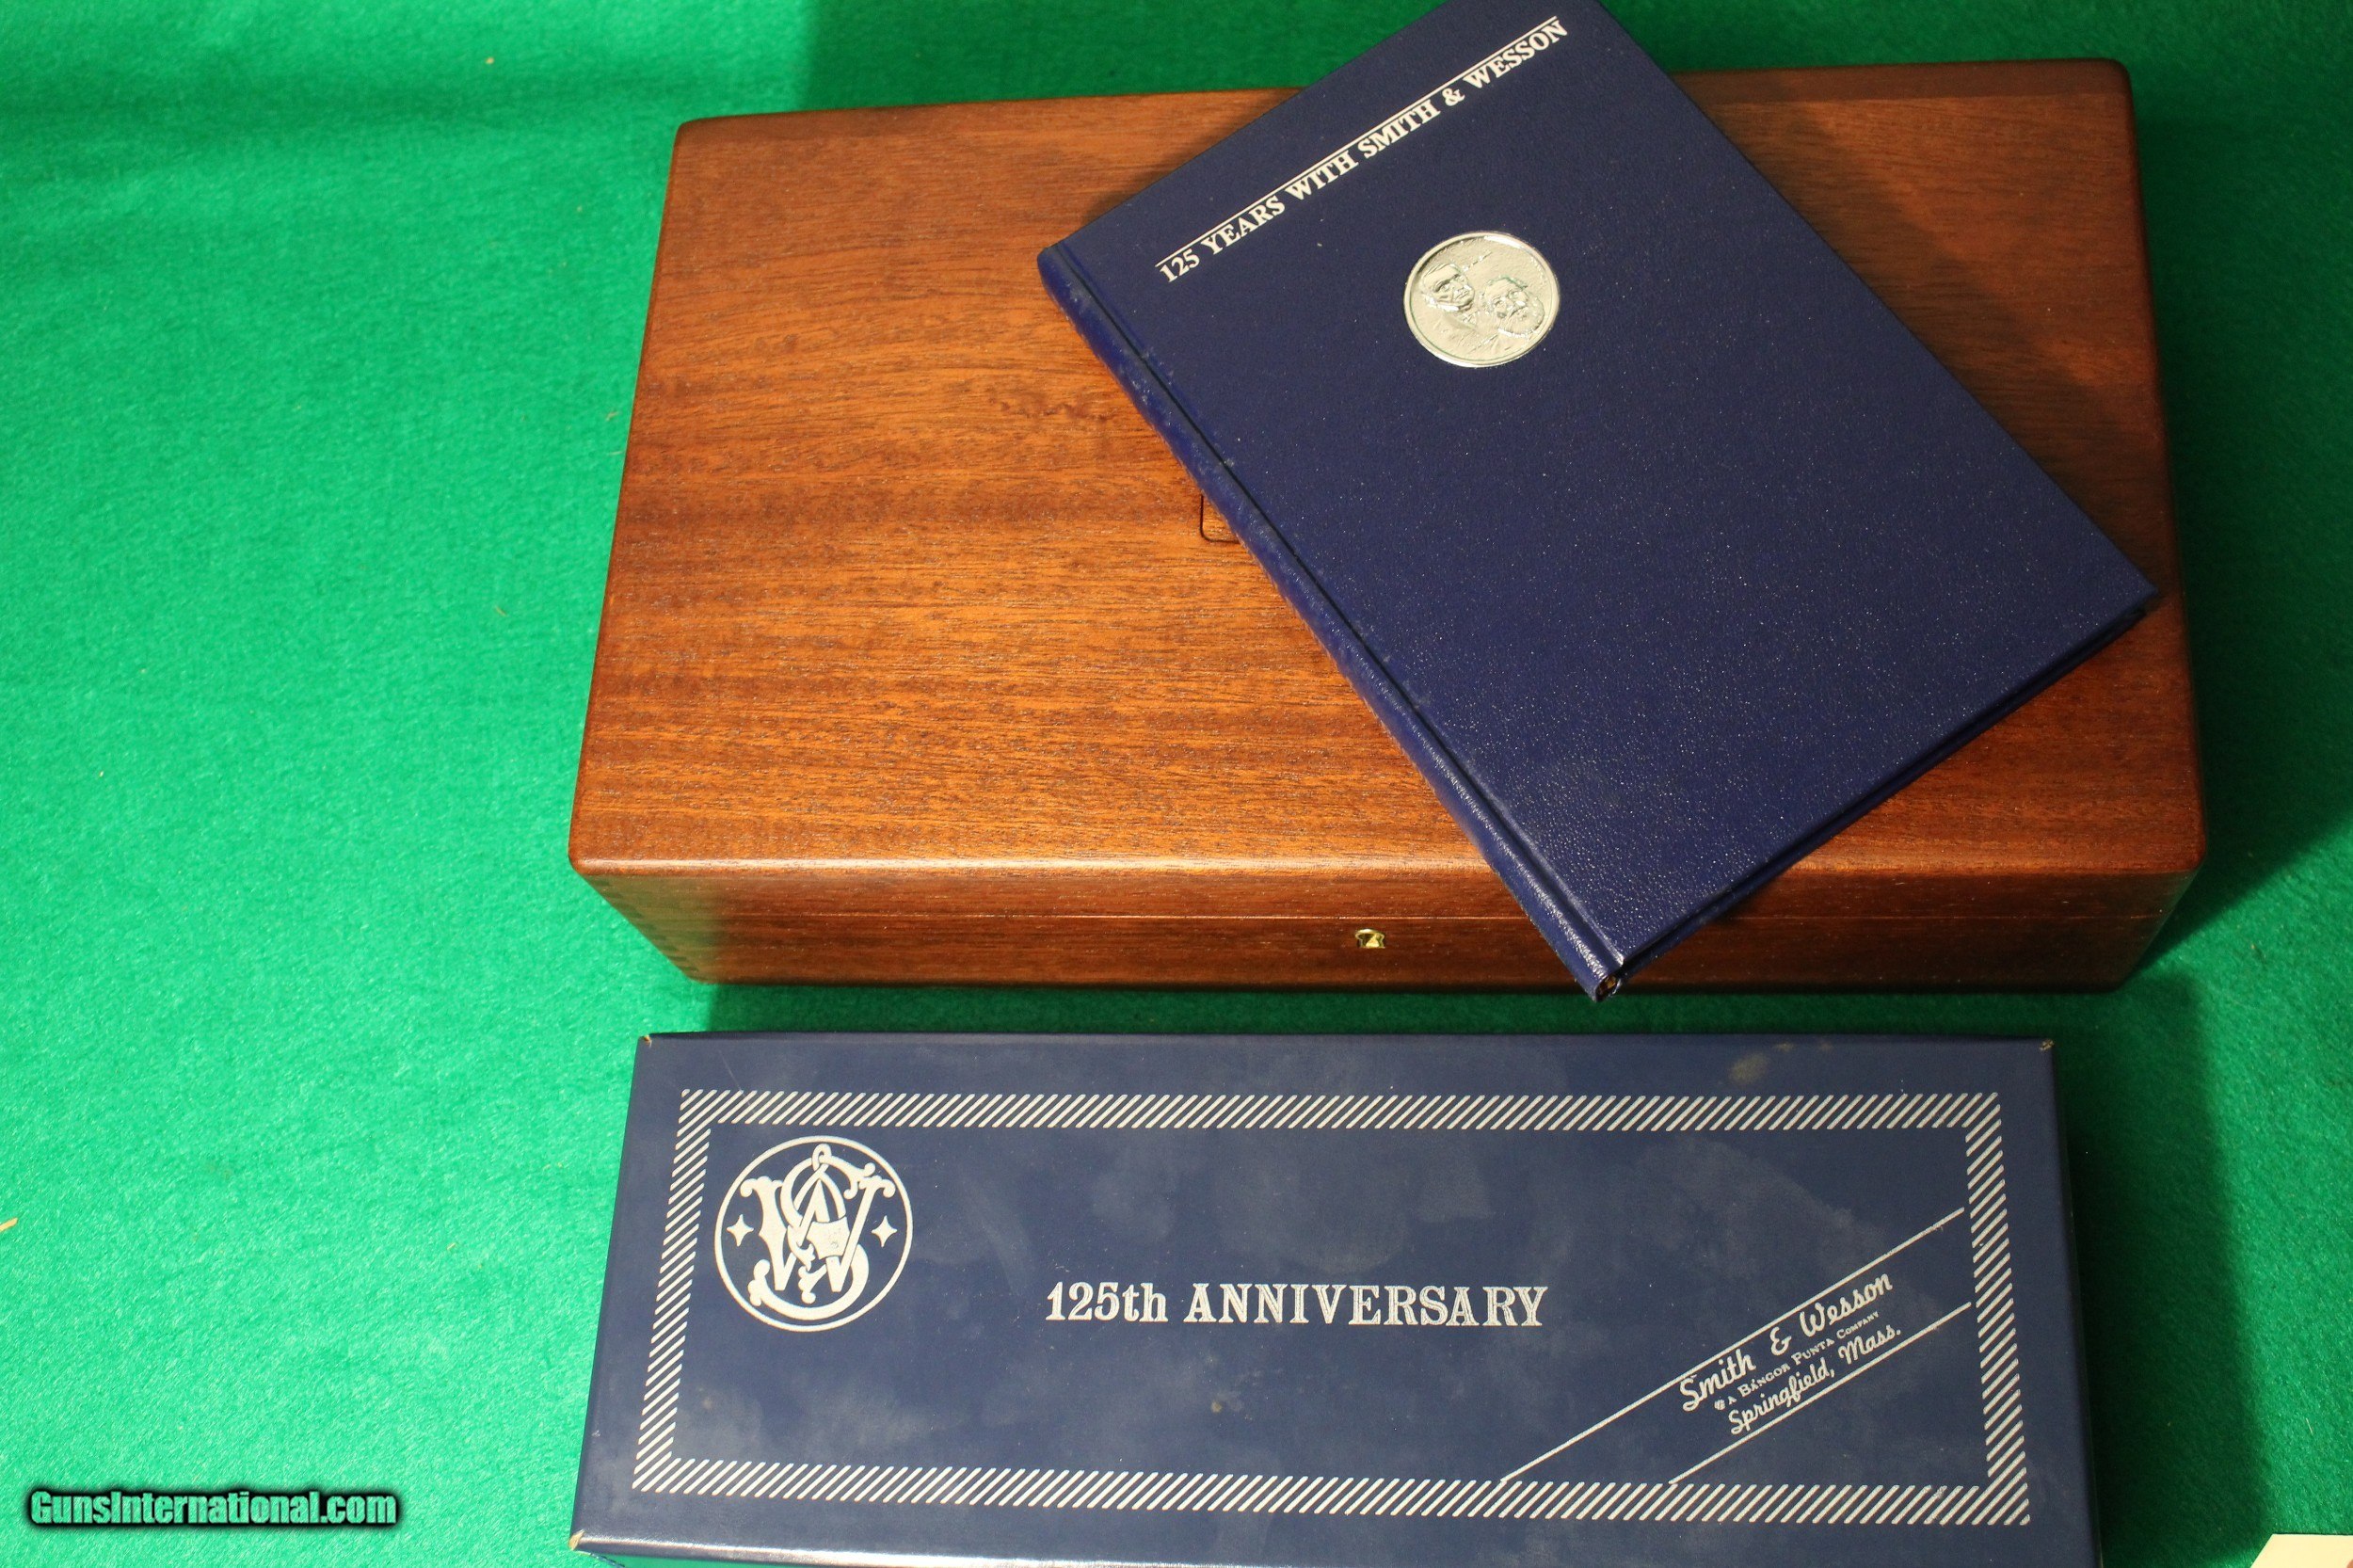 125 YEARS WITH SMITH & WESSON
125th ANNIVERSARY
Smith & Wesson
A BANGOR PUNTA COMPANY
Springfield, Mass.
GunsInternational.com